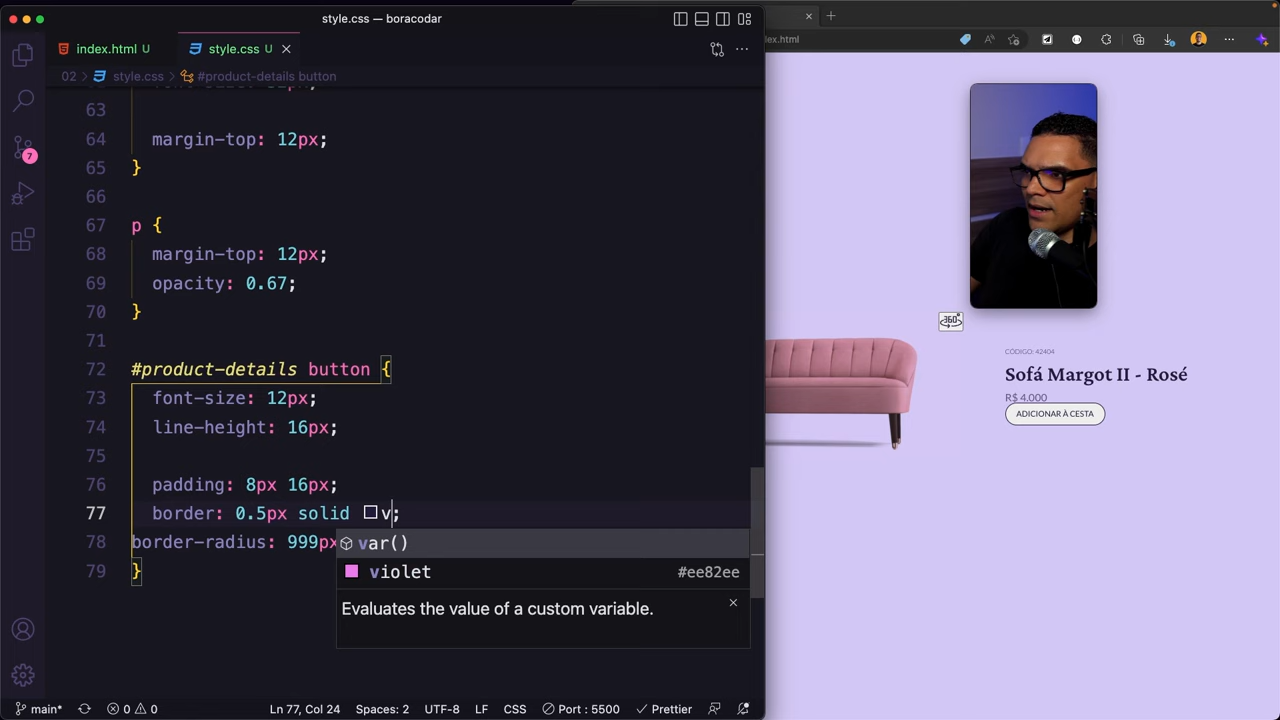 style.css — boracodar
index.html U
style.css U
02 > style.css > #product-details button
63
64 margin-top: 12px;
65 }
66
67 p {
68 margin-top: 12px;
69 opacity: 0.67;
70 }
71
72 #product-details button {
73 font-size: 12px;
74 line-height: 16px;
75
76 padding: 8px 16px;
77 border: 0.5px solid v;
78 border-radius: 999px
79 }
var()
violet #ee82ee
Evaluates the value of a custom variable.
7
main*
0 0
Ln 77, Col 24
Spaces: 2
UTF-8
LF
CSS
Port : 5500
Prettier
360°
CÓDIGO: 42404
Sofá Margot II - Rosé
R$ 4.000
ADICIONAR À CESTA